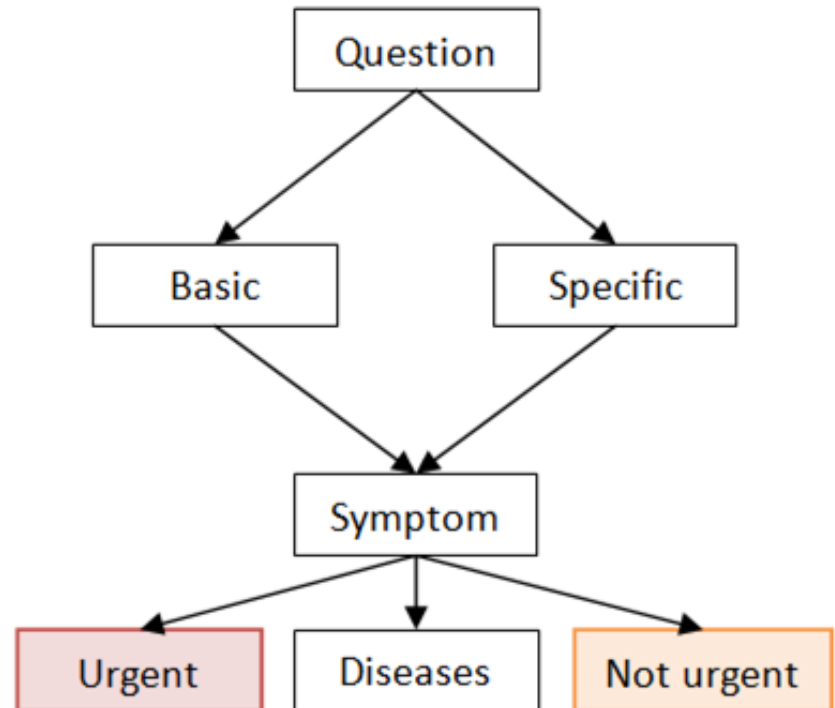 Question
Basic
Specific
Symptom
Urgent
Diseases
Not urgent